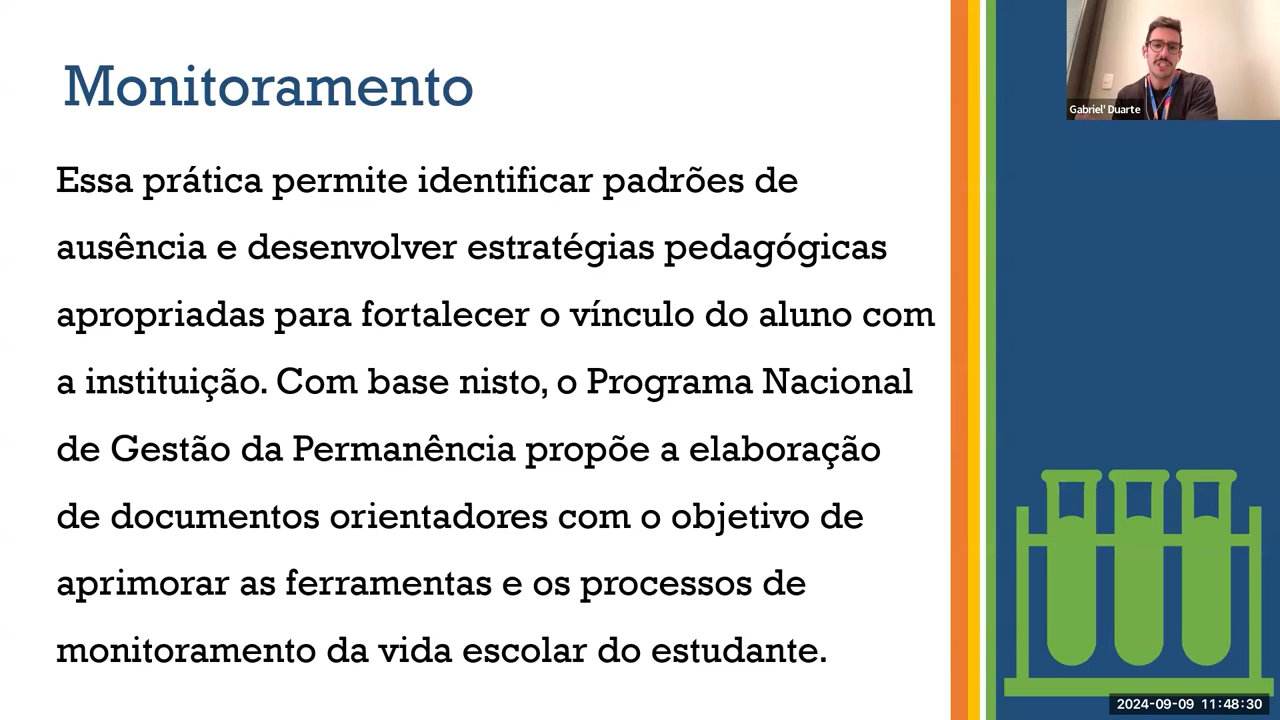 Monitoramento
Gabriel' Duarte
Essa prática permite identificar padrões de
ausência e desenvolver estratégias pedagógicas
apropriadas para fortalecer o vínculo do aluno com
a instituição. Com base nisto, o Programa Nacional
de Gestão da Permanência propõe a elaboração
de documentos orientadores com o objetivo de
aprimorar as ferramentas e os processos de
monitoramento da vida escolar do estudante.
2024-09-09 11:48:30